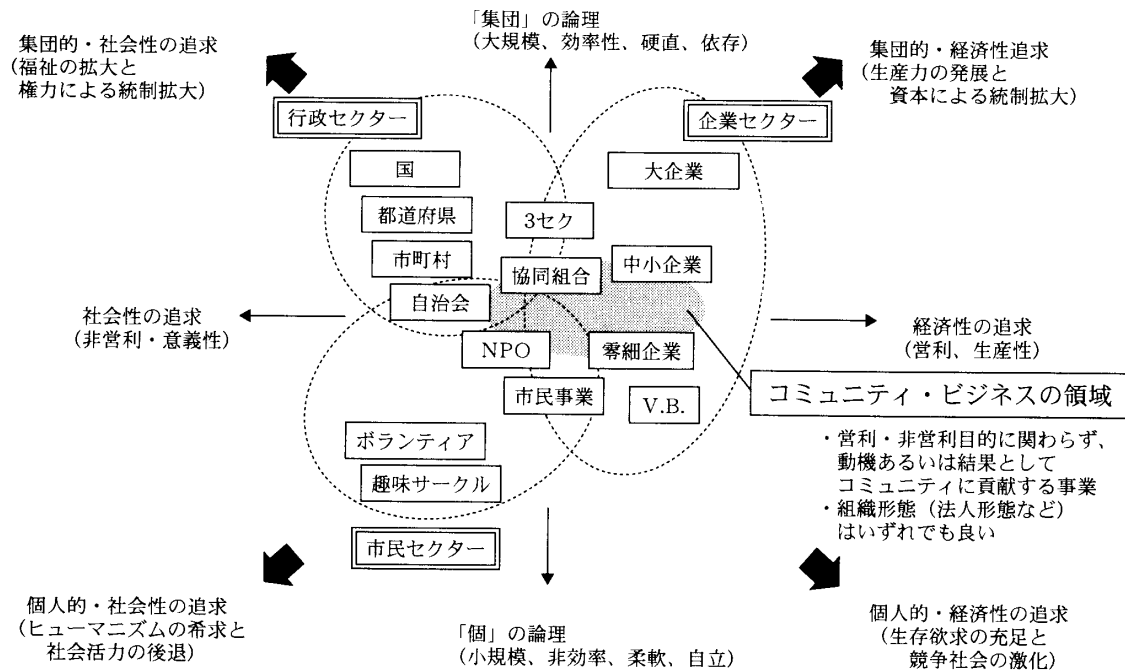 「集団」の論理
(大規模、効率性、硬直、依存)
集団的・社会性の追求
(福祉の拡大と
権力による統制拡大)
集団的・経済性追求
(生産力の発展と
資本による統制拡大)
行政セクター
企業セクター
国
大企業
都道府県
3セク
市町村
協同組合
中小企業
自治会
社会性の追求
(非営利・意義性)
経済性の追求
(営利、生産性)
NPO
零細企業
市民事業
V.B.
コミュニティ・ビジネスの領域
・営利・非営利目的に関わらず、
動機あるいは結果として
コミュニティに貢献する事業
・組織形態(法人形態など)
はいずれでも良い
ボランティア
趣味サークル
市民セクター
個人的・社会性の追求
(ヒューマニズムの希求と
社会活力の後退)
「個」の論理
(小規模、非効率、柔軟、自立)
個人的・経済性の追求
(生存欲求の充足と
競争社会の激化)